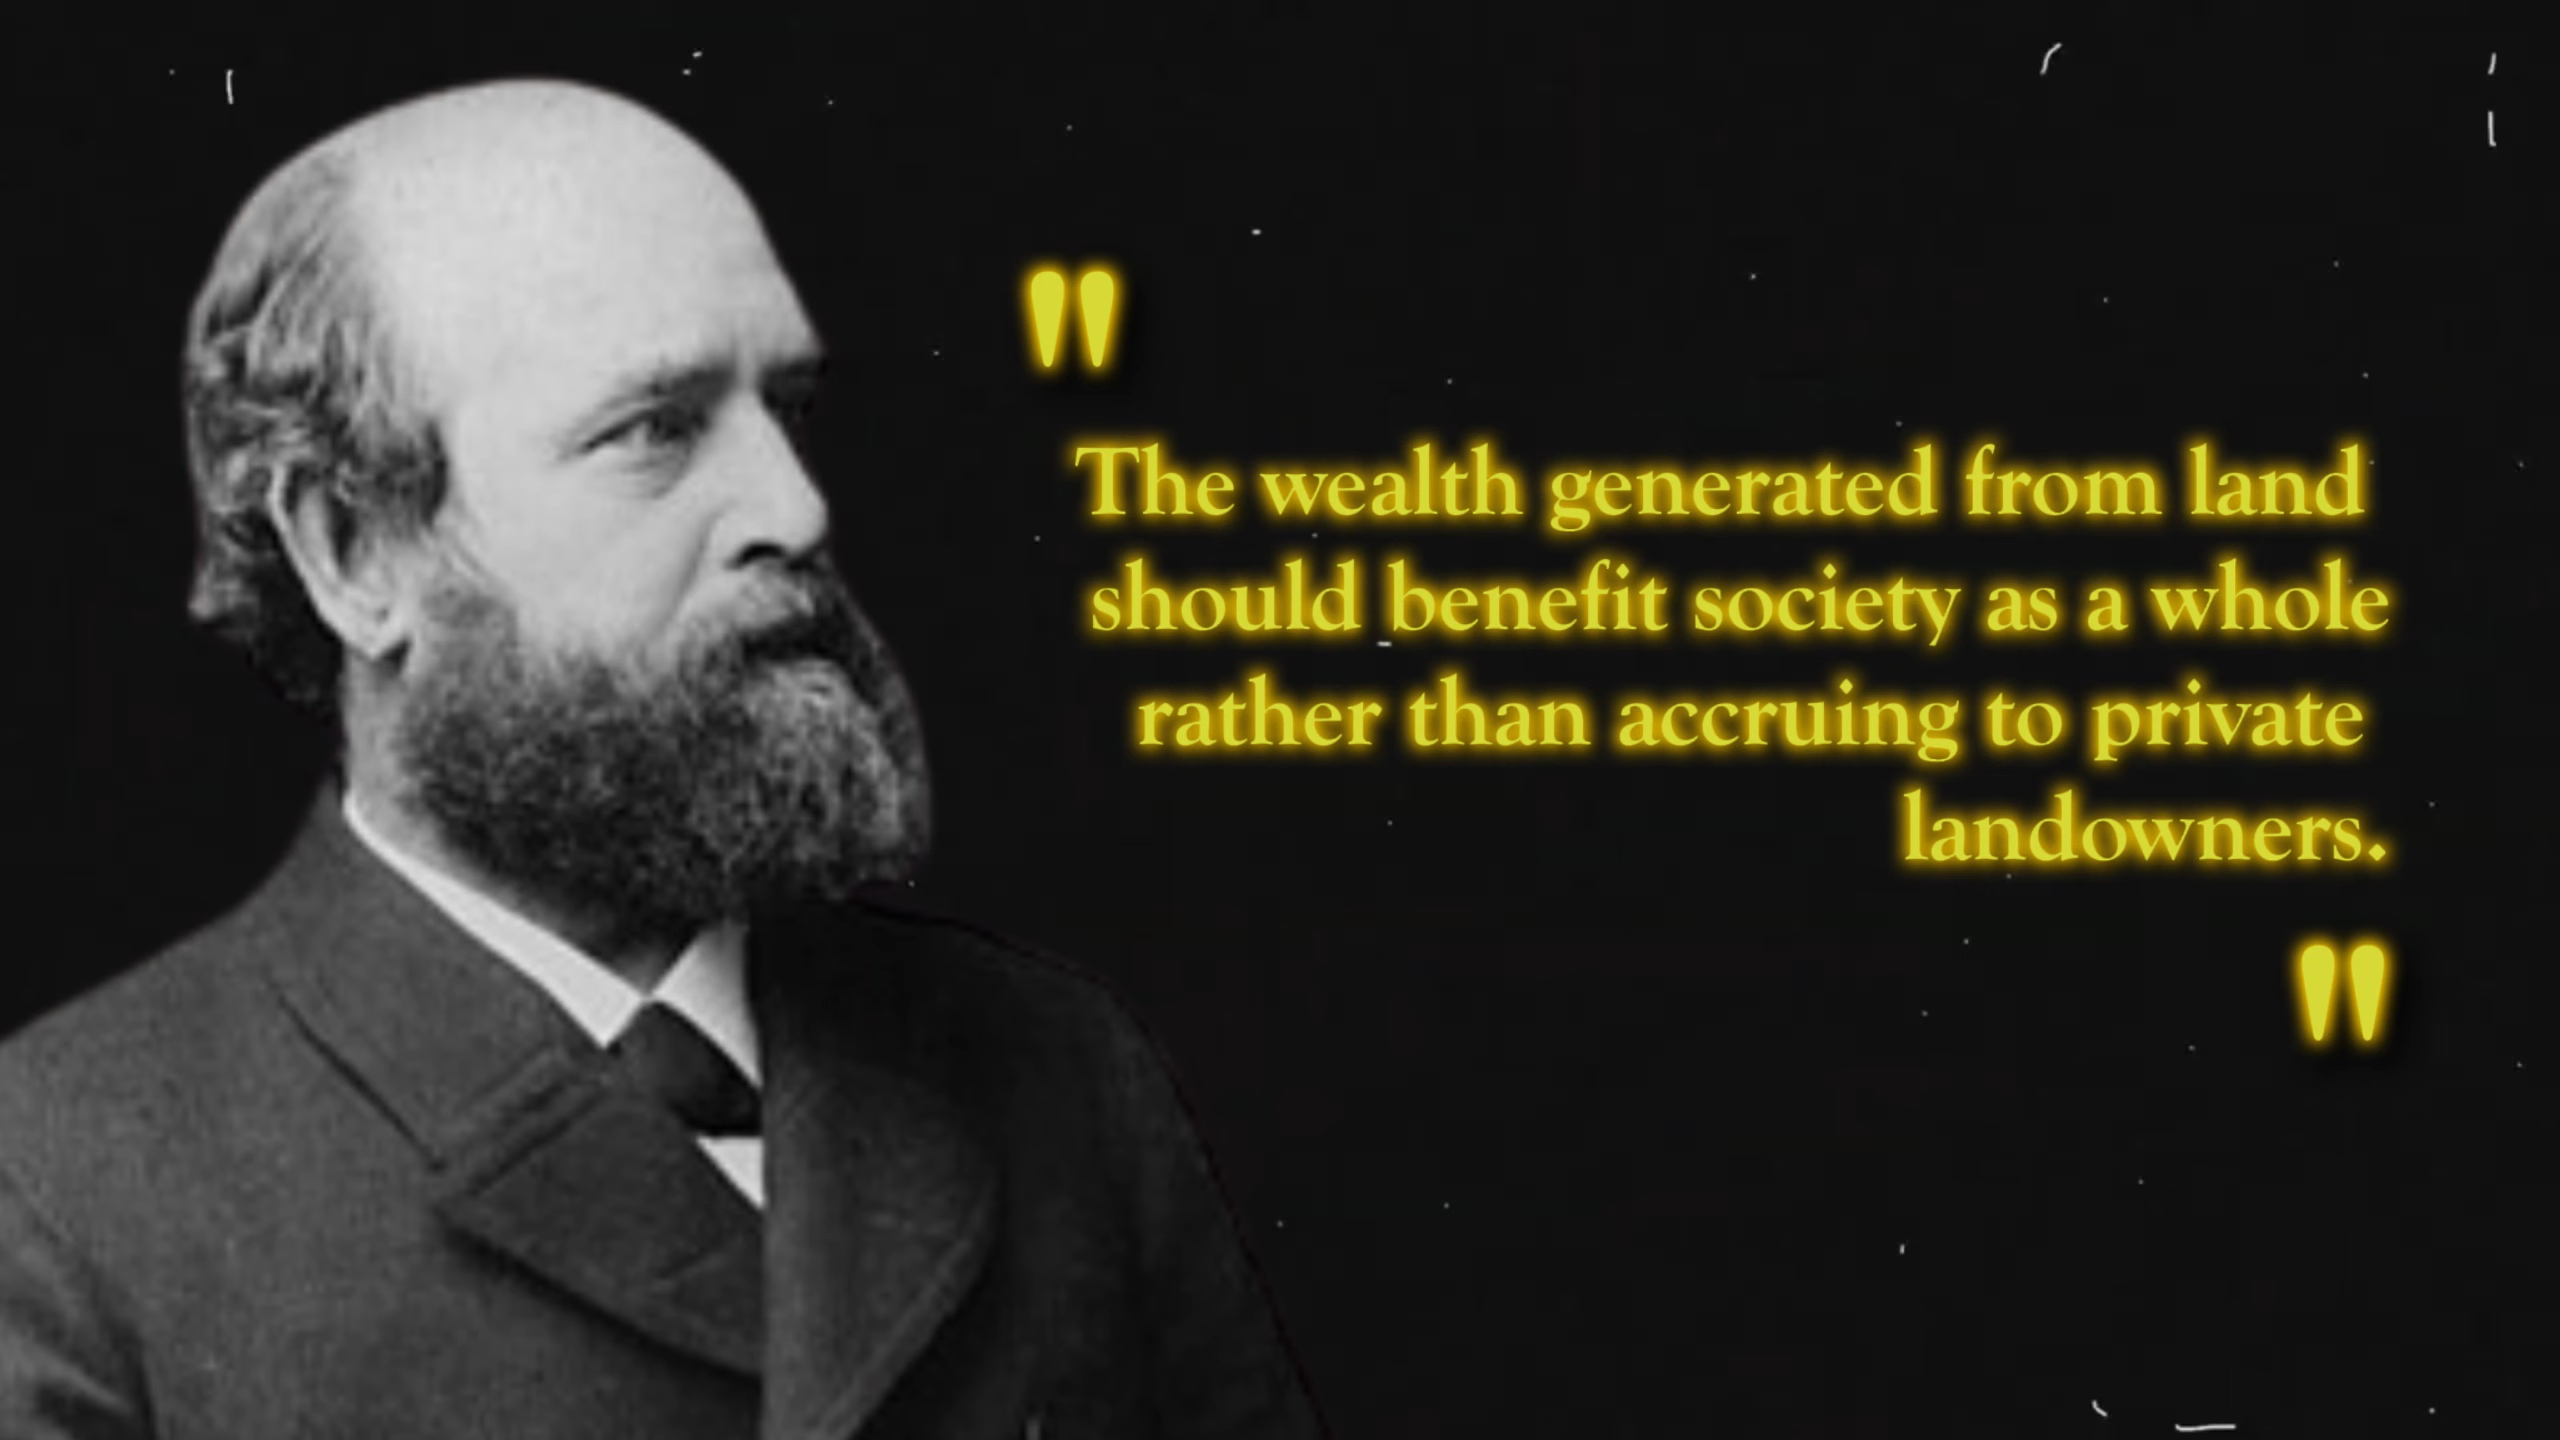 "
The wealth generated from land
should benefit society as a whole
rather than accruing to private
landowners.
"